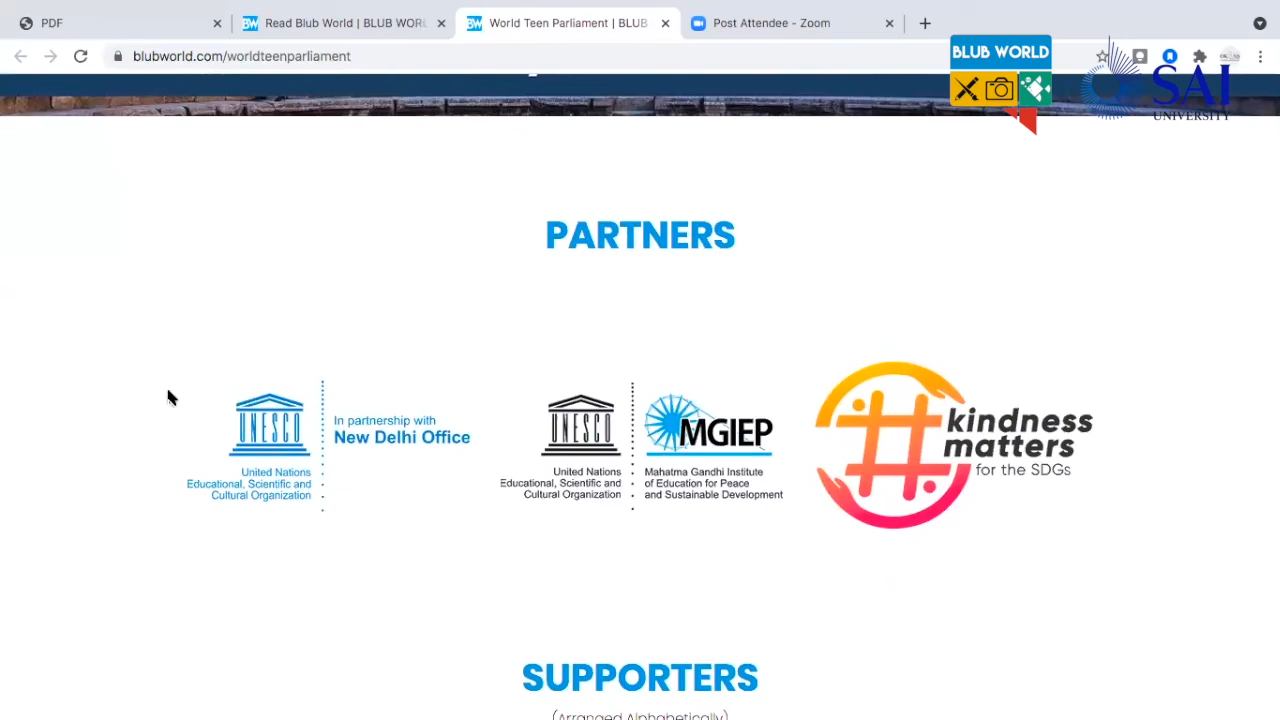 PDF
Read Blub World | BLUB WORL
World Teen Parliament | BLUB
Post Attendee - Zoom
blubworld.com/worldteenparliament
BLUB WORLD
SAI
UNIVERSITY
PARTNERS
UNESCO
United Nations
Educational, Scientific and
Cultural Organization
In partnership with
New Delhi Office
UNESCO
United Nations
Educational, Scientific and
Cultural Organization
MGIEP
Mahatma Gandhi Institute
of Education for Peace
and Sustainable Development
#kindness
matters
for the SDGs
SUPPORTERS
(Arranged Alphabetically)